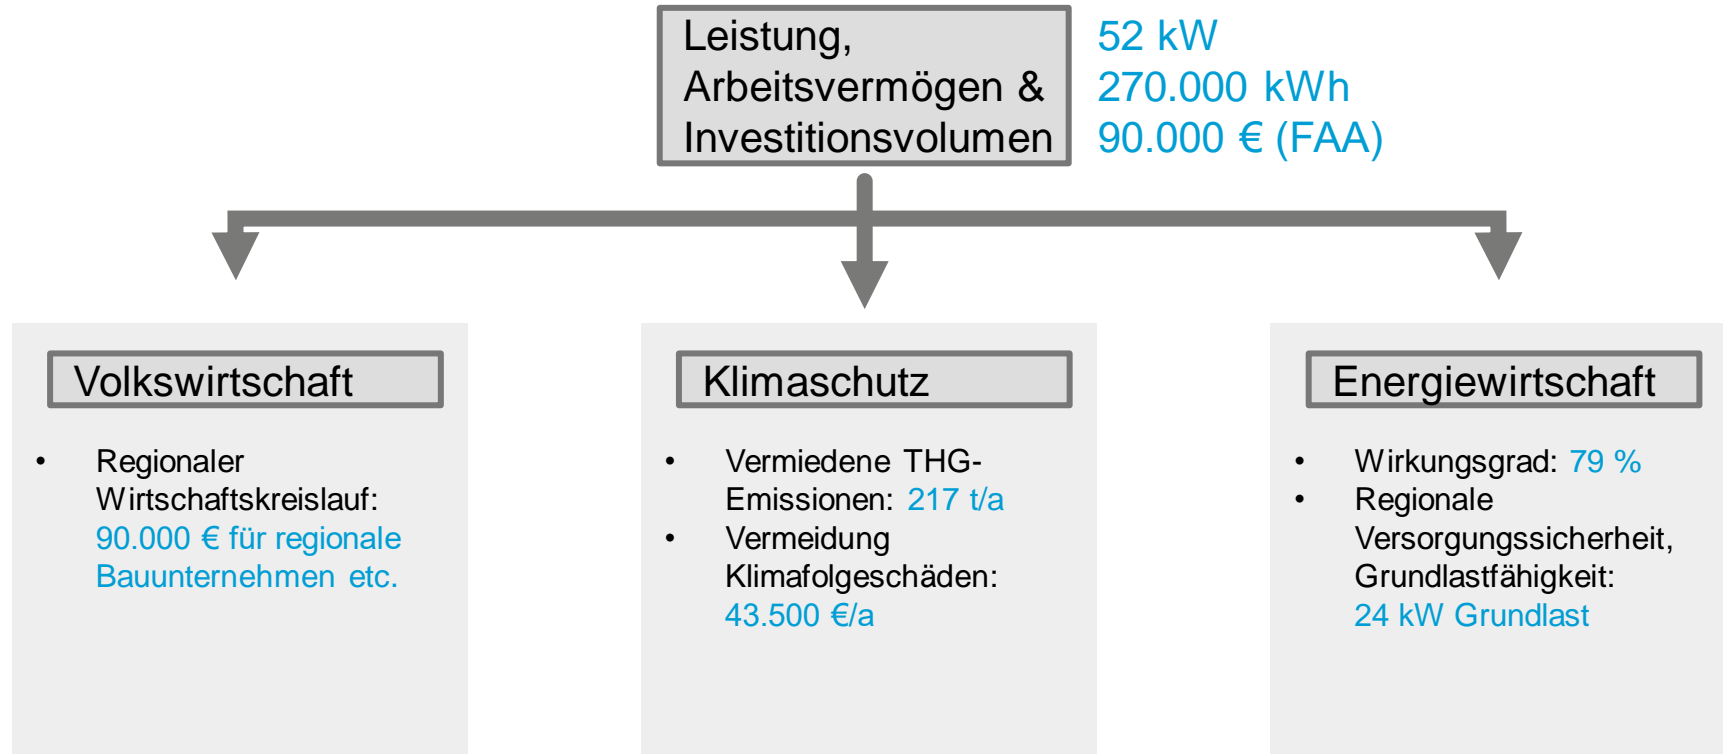 Leistung,
Arbeitsvermögen &
Investitionsvolumen
52 kW
270.000 kWh
90.000 € (FAA)
Volkswirtschaft
• Regionaler
Wirtschaftskreislauf:
90.000 € für regionale
Bauunternehmen etc.
Klimaschutz
• Vermiedene THG-
Emissionen: 217 t/a
• Vermeidung
Klimafolgeschäden:
43.500 €/a
Energiewirtschaft
• Wirkungsgrad: 79 %
• Regionale
Versorgungssicherheit,
Grundlastfähigkeit:
24 kW Grundlast